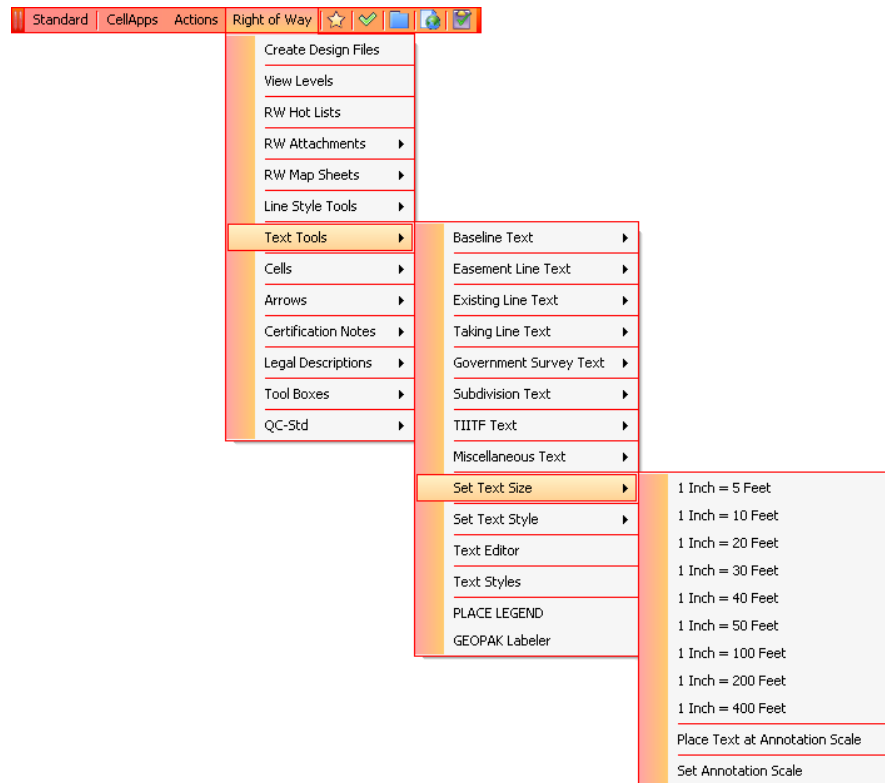 Standard CellApps Actions Right of Way
Create Design Files
View Levels
RW Hot Lists
RW Attachments
RW Map Sheets
Line Style Tools
Text Tools
Cells
Arrows
Certification Notes
Legal Descriptions
Tool Boxes
QC-Std
Baseline Text
Easement Line Text
Existing Line Text
Taking Line Text
Government Survey Text
Subdivision Text
TIITF Text
Miscellaneous Text
Set Text Size
Set Text Style
Text Editor
Text Styles
PLACE LEGEND
GEOPAK Labeler
1 Inch = 5 Feet
1 Inch = 10 Feet
1 Inch = 20 Feet
1 Inch = 30 Feet
1 Inch = 40 Feet
1 Inch = 50 Feet
1 Inch = 100 Feet
1 Inch = 200 Feet
1 Inch = 400 Feet
Place Text at Annotation Scale
Set Annotation Scale